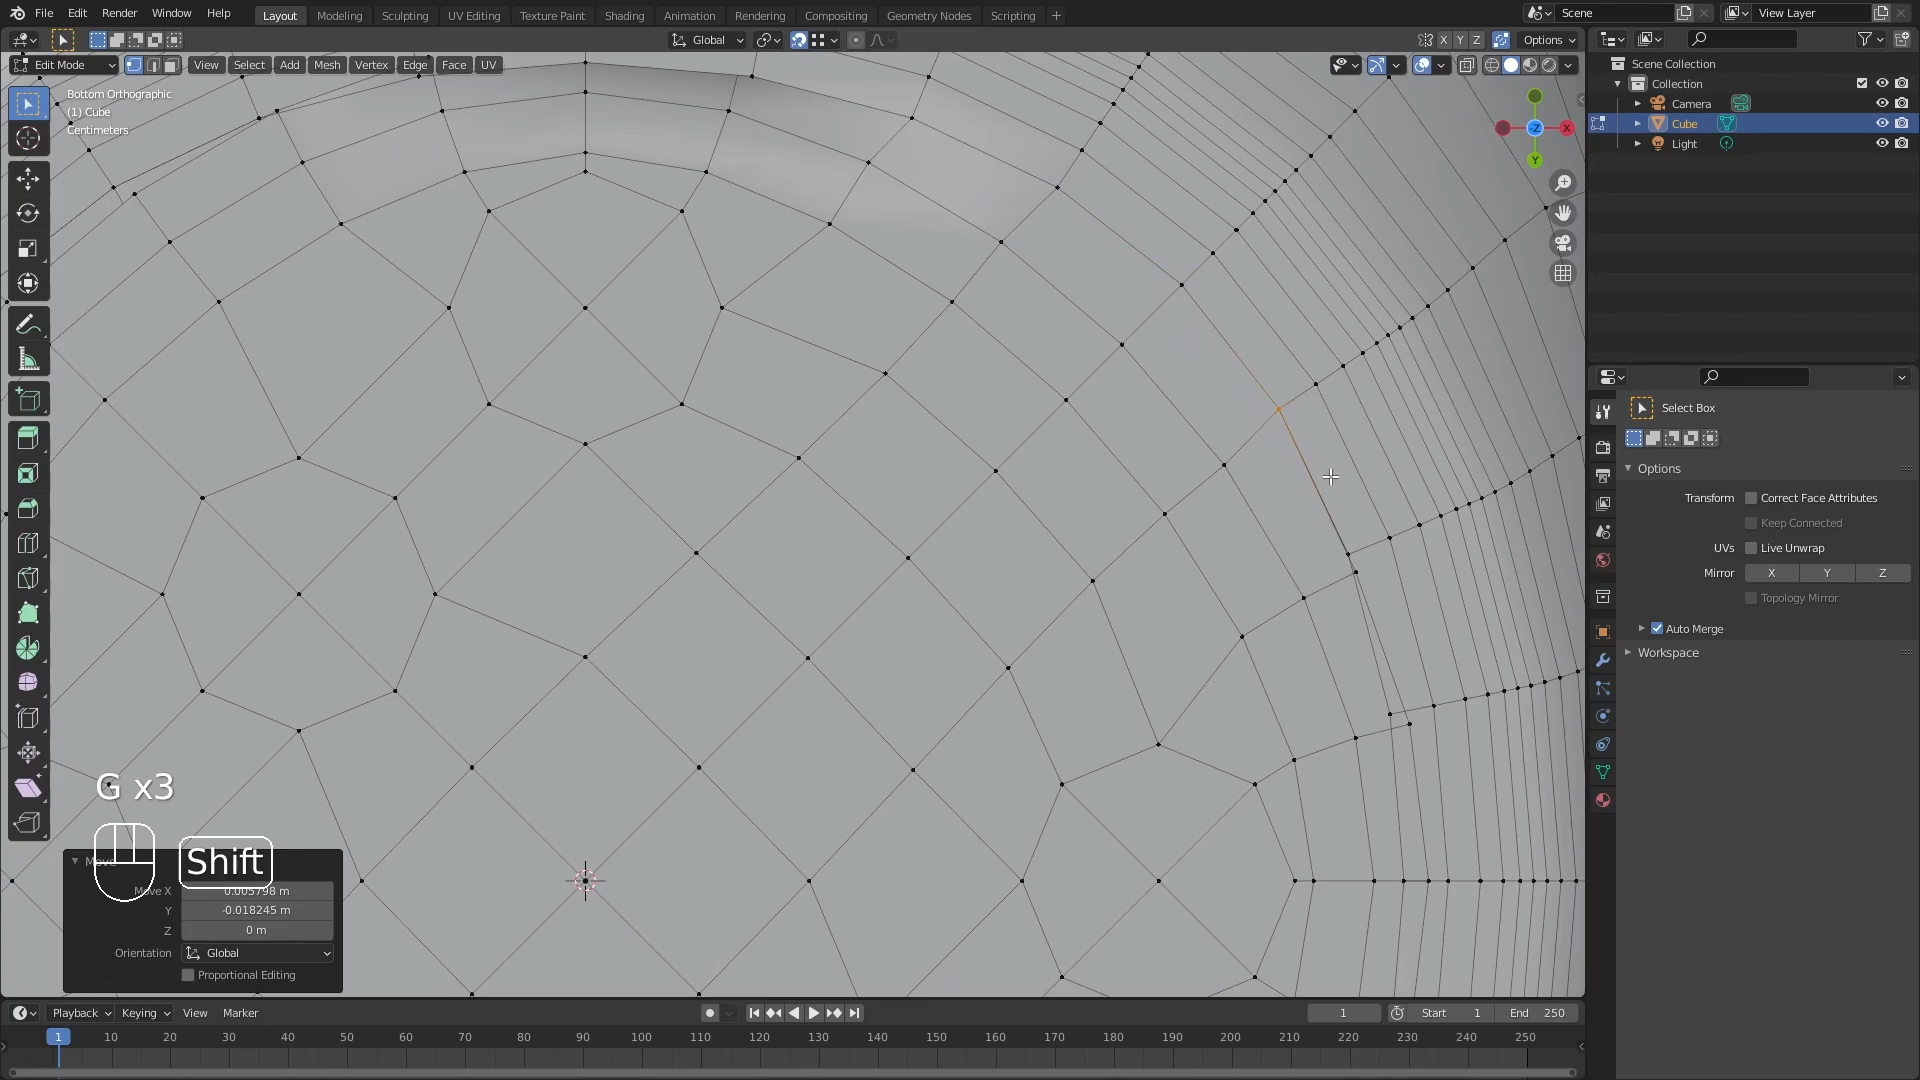 File Edit Render Window Help Layout Modeling Sculpting UV Editing Texture Paint Shading Animation Rendering Compositing Geometry Nodes Scripting + Scene View Layer
Global X Y Z Options
Edit Mode View Select Add Mesh Vertex Edge Face UV
Bottom Orthographic
(1) Cube
Centimeters
-Z X
Y
Scene Collection
Collection
Camera
Cube
Light
Select Box
Options
Transform Correct Face Attributes
Keep Connected
UVs Live Unwrap
Mirror X Y Z
Topology Mirror
Auto Merge
Workspace
G x3
Shift
Move
Move X 0.005798 m
Y -0.018245 m
Z 0 m
Orientation Global
Proportional Editing
Playback Keying View Marker 1 Start 1 End 250
1 10 20 30 40 50 60 70 80 90 100 110 120 130 140 150 160 170 180 190 200 210 220 230 240 250